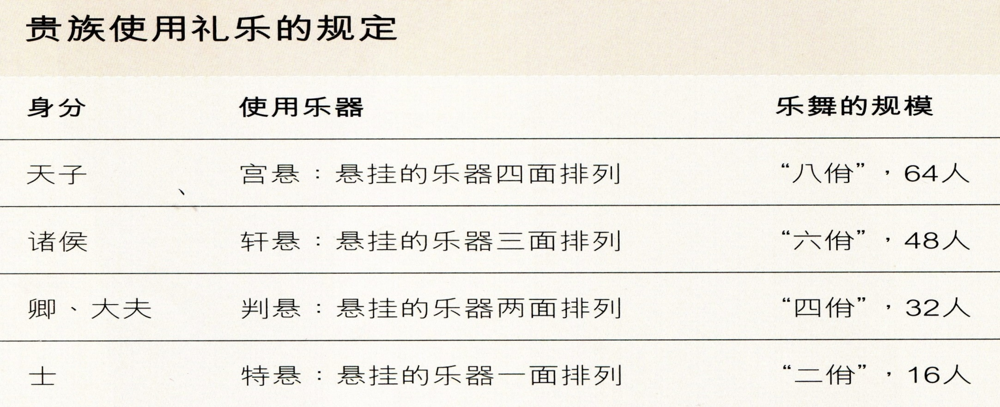 贵族使用礼乐的规定
身分 使用乐器 乐舞的规模
天子 宫悬：悬挂的乐器四面排列 “八佾”，64人
诸侯 轩悬：悬挂的乐器三面排列 “六佾”，48人
卿、大夫 判悬：悬挂的乐器两面排列 “四佾”，32人
士 特悬：悬挂的乐器一面排列 “二佾”，16人